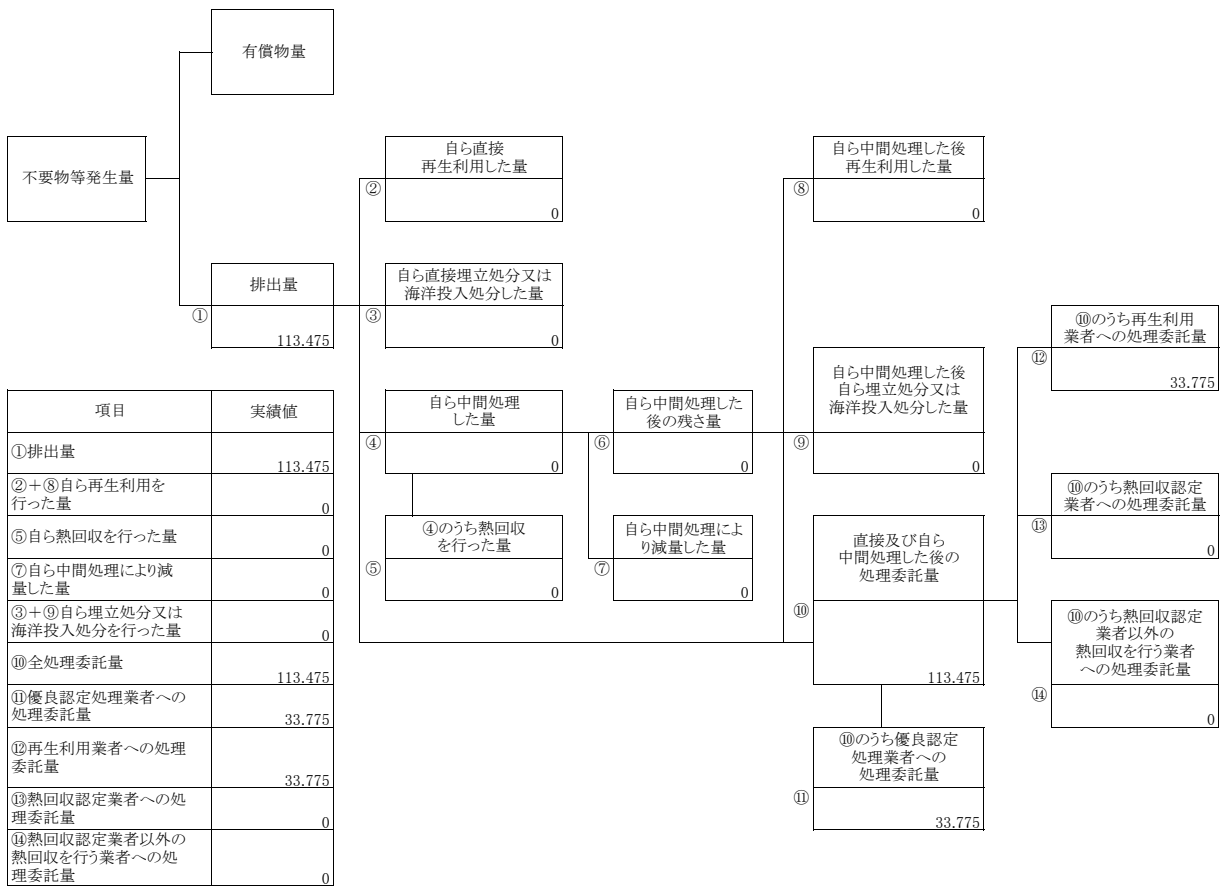 有償物量
不要物等発生量
自ら直接
再生利用した量
②
0
自ら中間処理した後
再生利用した量
⑧
0
排出量
①
113.475
自ら直接埋立処分又は
海洋投入処分した量
③
0
自ら中間処理
した量
④
0
自ら中間処理した
後の残さ量
⑥
0
自ら中間処理した後
自ら埋立処分又は
海洋投入処分した量
⑨
0
⑩のうち再生利用
業者への処理委託量
⑫
33.775
④のうち熱回収
を行った量
⑤
0
自ら中間処理によ
り減量した量
⑦
0
直接及び自ら
中間処理した後の
処理委託量
⑩
113.475
⑩のうち熱回収認定
業者への処理委託量
⑬
0
⑩のうち熱回収認定
業者以外の
熱回収を行う業者
への処理委託量
⑭
0
⑩のうち優良認定
処理業者への
処理委託量
⑪
33.775
項目 実績値
①排出量
113.475
②＋⑧自ら再生利用を
行った量
0
⑤自ら熱回収を行った量
0
⑦自ら中間処理により減
量した量
0
③＋⑨自ら埋立処分又は
海洋投入処分を行った量
0
⑩全処理委託量
113.475
⑪優良認定処理業者への
処理委託量
33.775
⑫再生利用業者への処理
委託量
33.775
⑬熱回収認定業者への処
理委託量
0
⑭熱回収認定業者以外の
熱回収を行う業者への処
理委託量
0